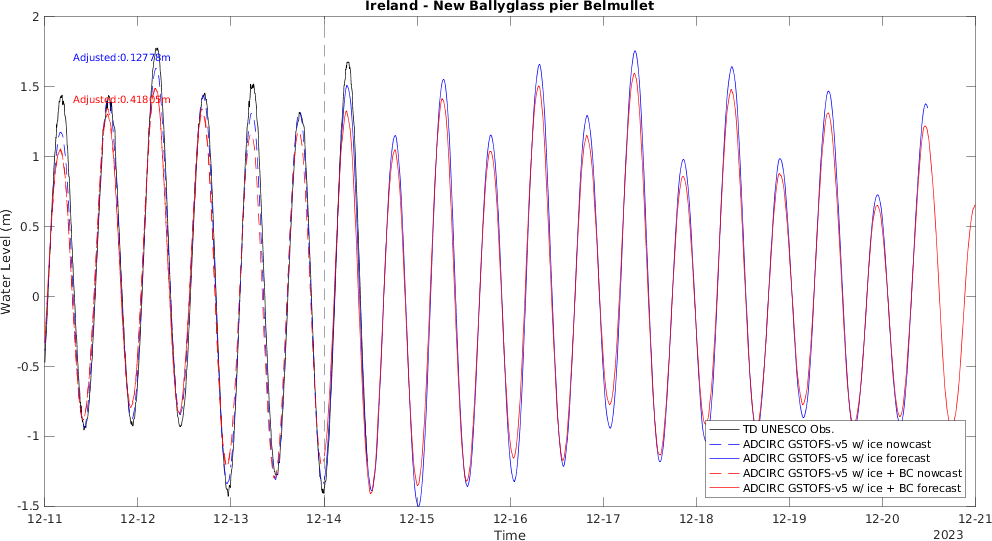 Ireland - New Ballyglass pier Belmullet
Water Level (m)
2
1.5
1
0.5
0
-0.5
-1
-1.5
Adjusted:0.12778m
Adjusted:0.41805m
TD UNESCO Obs.
ADCIRC GSTOFS-v5 w/ ice nowcast
ADCIRC GSTOFS-v5 w/ ice forecast
ADCIRC GSTOFS-v5 w/ ice + BC nowcast
ADCIRC GSTOFS-v5 w/ ice + BC forecast
12-11 12-12 12-13 12-14 12-15 12-16 12-17 12-18 12-19 12-20 12-21
Time
2023